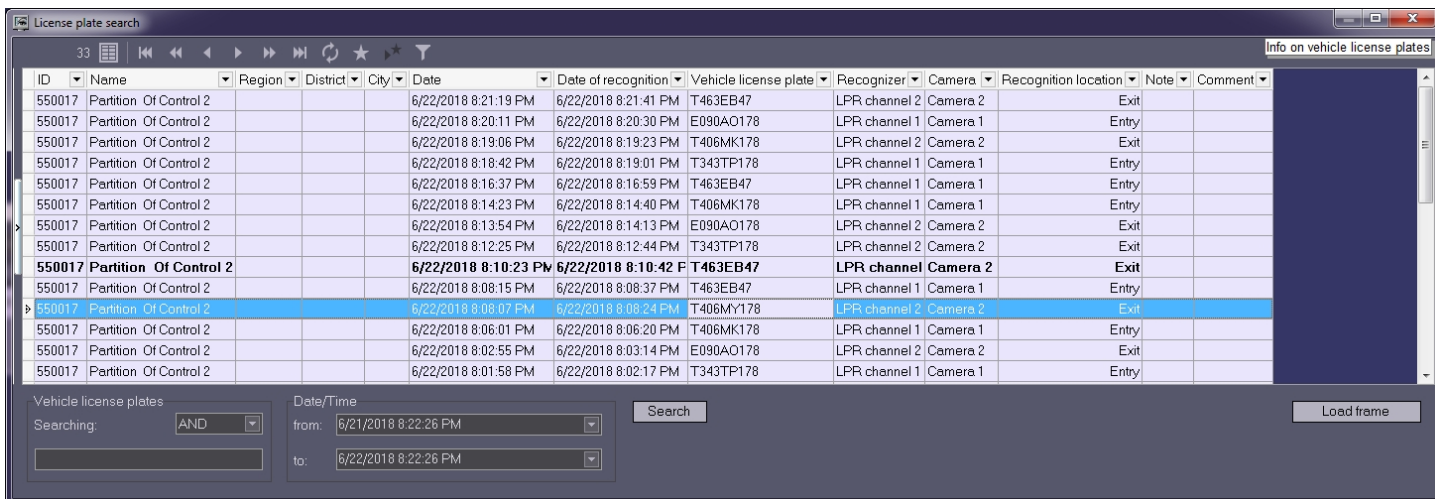 License plate search
33
Info on vehicle license plates
ID Name Region District City Date Date of recognition Vehicle license plate Recognizer Camera Recognition location Note Comment
550017 Partition Of Control 2 6/22/2018 8:21:19 PM 6/22/2018 8:21:41 PM T463EB47 LPR channel 2 Camera 2 Exit
550017 Partition Of Control 2 6/22/2018 8:20:11 PM 6/22/2018 8:20:30 PM E090AO178 LPR channel 1 Camera 1 Entry
550017 Partition Of Control 2 6/22/2018 8:19:06 PM 6/22/2018 8:19:23 PM T406MK178 LPR channel 2 Camera 2 Exit
550017 Partition Of Control 2 6/22/2018 8:18:42 PM 6/22/2018 8:19:01 PM T343TP178 LPR channel 1 Camera 1 Entry
550017 Partition Of Control 2 6/22/2018 8:16:37 PM 6/22/2018 8:16:59 PM T463EB47 LPR channel 1 Camera 1 Entry
550017 Partition Of Control 2 6/22/2018 8:14:23 PM 6/22/2018 8:14:40 PM T406MK178 LPR channel 1 Camera 1 Entry
550017 Partition Of Control 2 6/22/2018 8:13:54 PM 6/22/2018 8:14:13 PM E090AO178 LPR channel 2 Camera 2 Exit
550017 Partition Of Control 2 6/22/2018 8:12:25 PM 6/22/2018 8:12:44 PM T343TP178 LPR channel 2 Camera 2 Exit
550017 Partition Of Control 2 6/22/2018 8:10:23 PM 6/22/2018 8:10:42 P T463EB47 LPR channel Camera 2 Exit
550017 Partition Of Control 2 6/22/2018 8:08:15 PM 6/22/2018 8:08:37 PM T463EB47 LPR channel 1 Camera 1 Entry
550017 Partition Of Control 2 6/22/2018 8:08:07 PM 6/22/2018 8:08:24 PM T406MY178 LPR channel 2 Camera 2 Exit
550017 Partition Of Control 2 6/22/2018 8:06:01 PM 6/22/2018 8:06:20 PM T406MK178 LPR channel 1 Camera 1 Entry
550017 Partition Of Control 2 6/22/2018 8:02:55 PM 6/22/2018 8:03:14 PM E090AO178 LPR channel 2 Camera 2 Exit
550017 Partition Of Control 2 6/22/2018 8:01:58 PM 6/22/2018 8:02:17 PM T343TP178 LPR channel 1 Camera 1 Entry
Vehicle license plates Date/Time
Searching: AND from: 6/21/2018 8:22:26 PM Search Load frame
to: 6/22/2018 8:22:26 PM